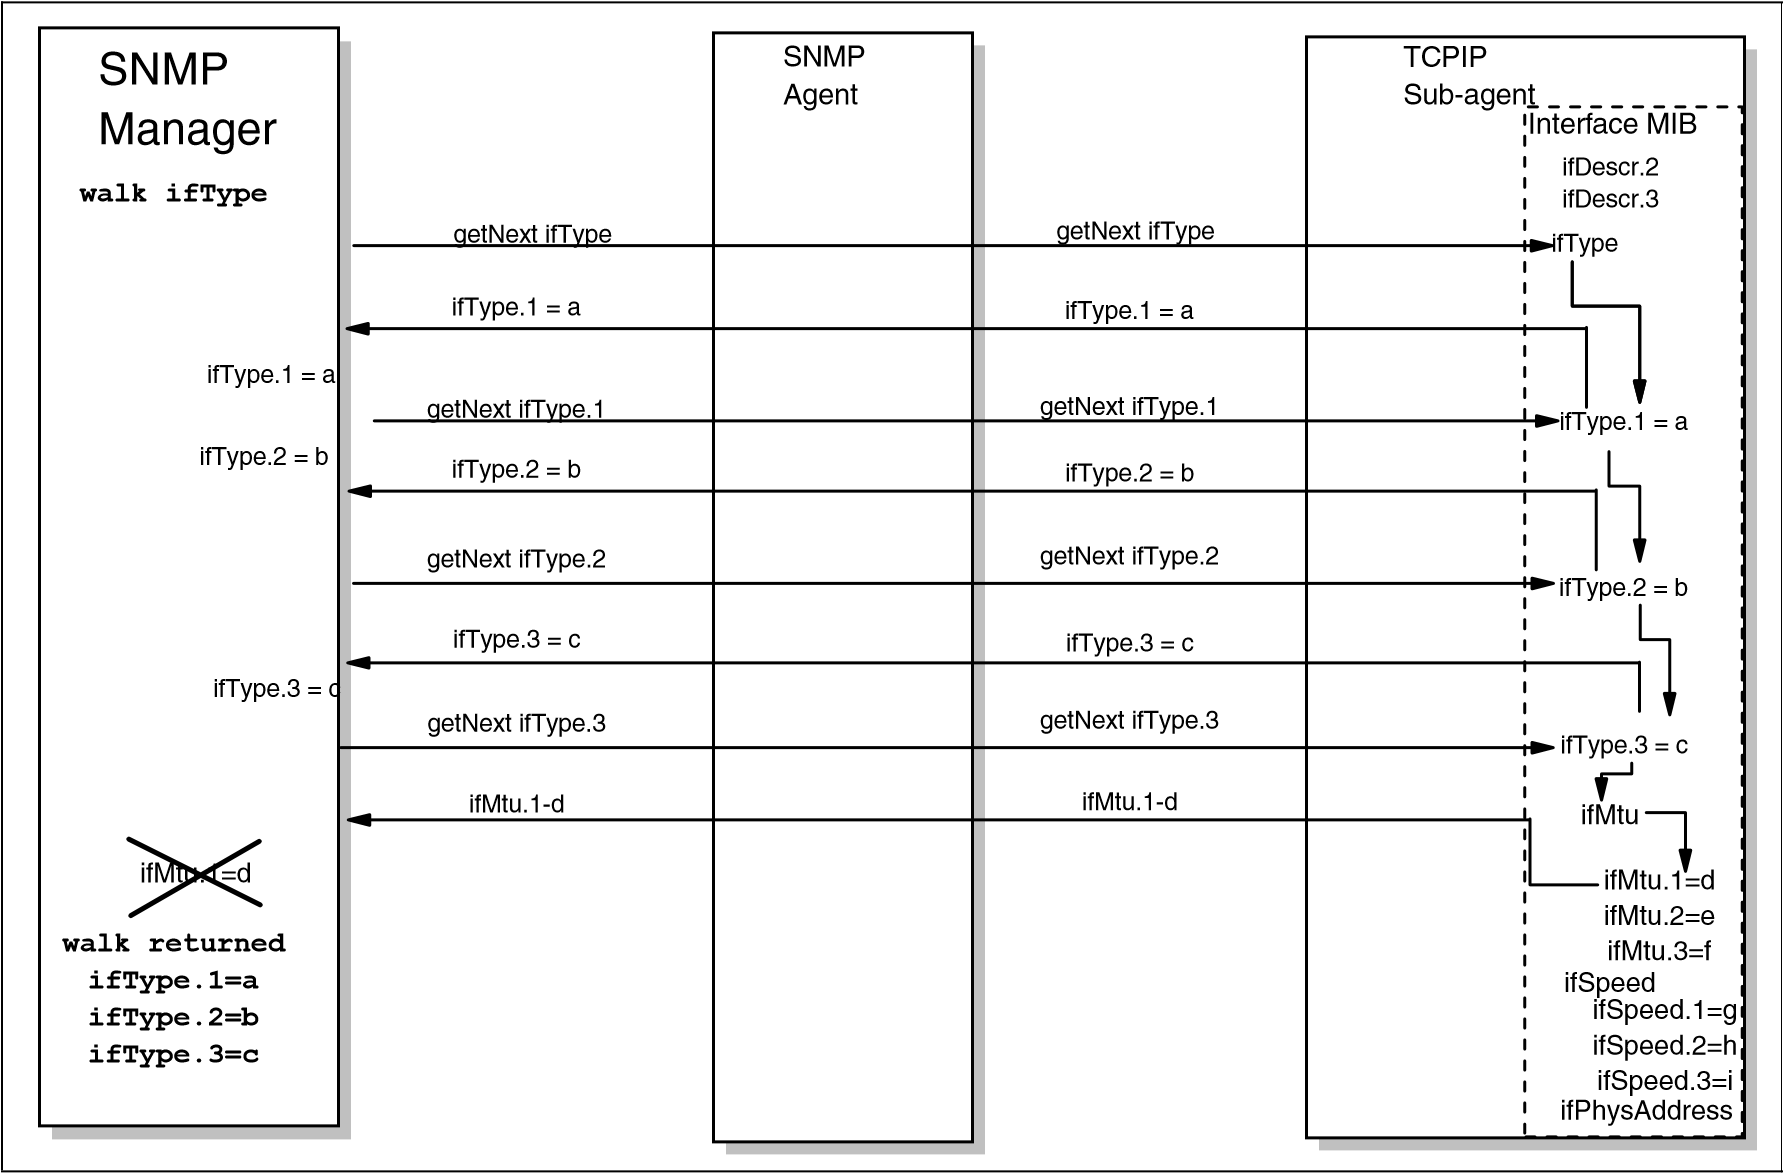 SNMP
Manager
walk ifType
SNMP
Agent
TCPIP
Sub-agent
Interface MIB
ifDescr.2
ifDescr.3
getNext ifType
getNext ifType
ifType
ifType.1 = a
ifType.1 = a
ifType.1 = a
getNext ifType.1
getNext ifType.1
ifType.1 = a
ifType.2 = b
ifType.2 = b
ifType.2 = b
getNext ifType.2
getNext ifType.2
ifType.2 = b
ifType.3 = c
ifType.3 = c
ifType.3 = c
getNext ifType.3
getNext ifType.3
ifType.3 = c
ifMtu.1-d
ifMtu.1-d
ifMtu
ifMtu.1=d
ifMtu.1=d
ifMtu.2=e
ifMtu.3=f
ifSpeed
ifSpeed.1=g
ifSpeed.2=h
ifSpeed.3=i
ifPhysAddress
walk returned
ifType.1=a
ifType.2=b
ifType.3=c